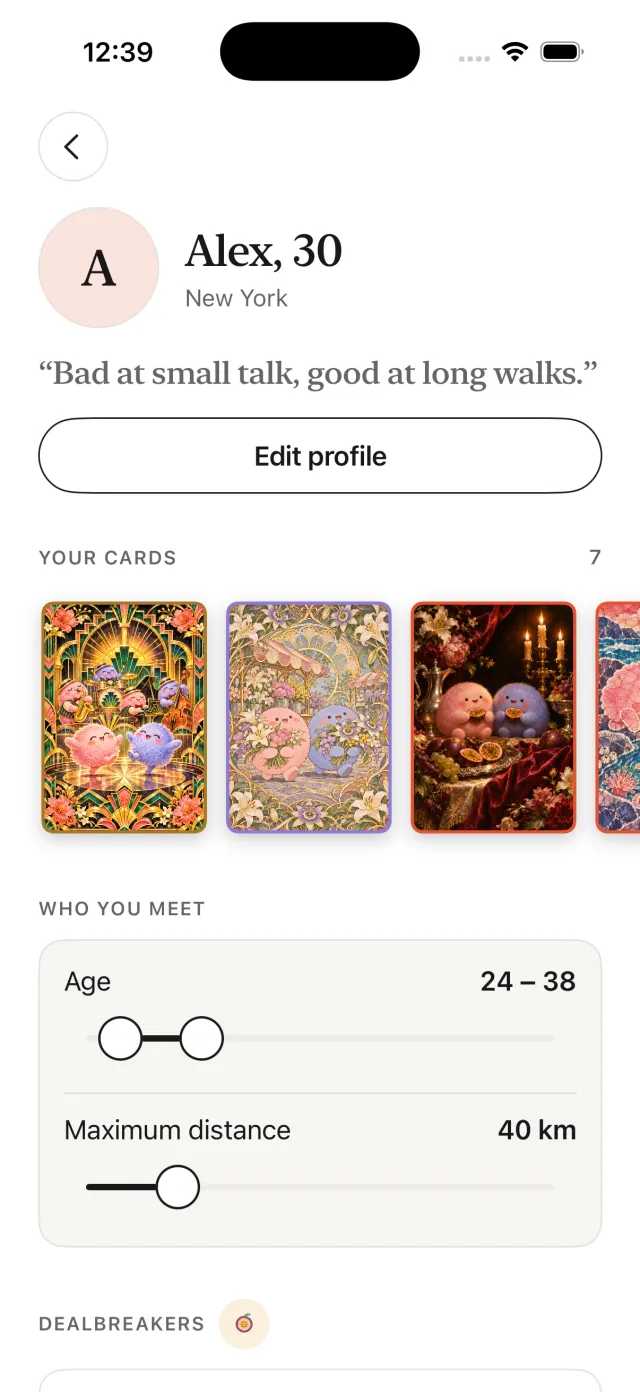 12:39
A
Alex, 30
New York
“Bad at small talk, good at long walks.”
Edit profile
YOUR CARDS
7
WHO YOU MEET
Age
24 – 38
Maximum distance
40 km
DEALBREAKERS